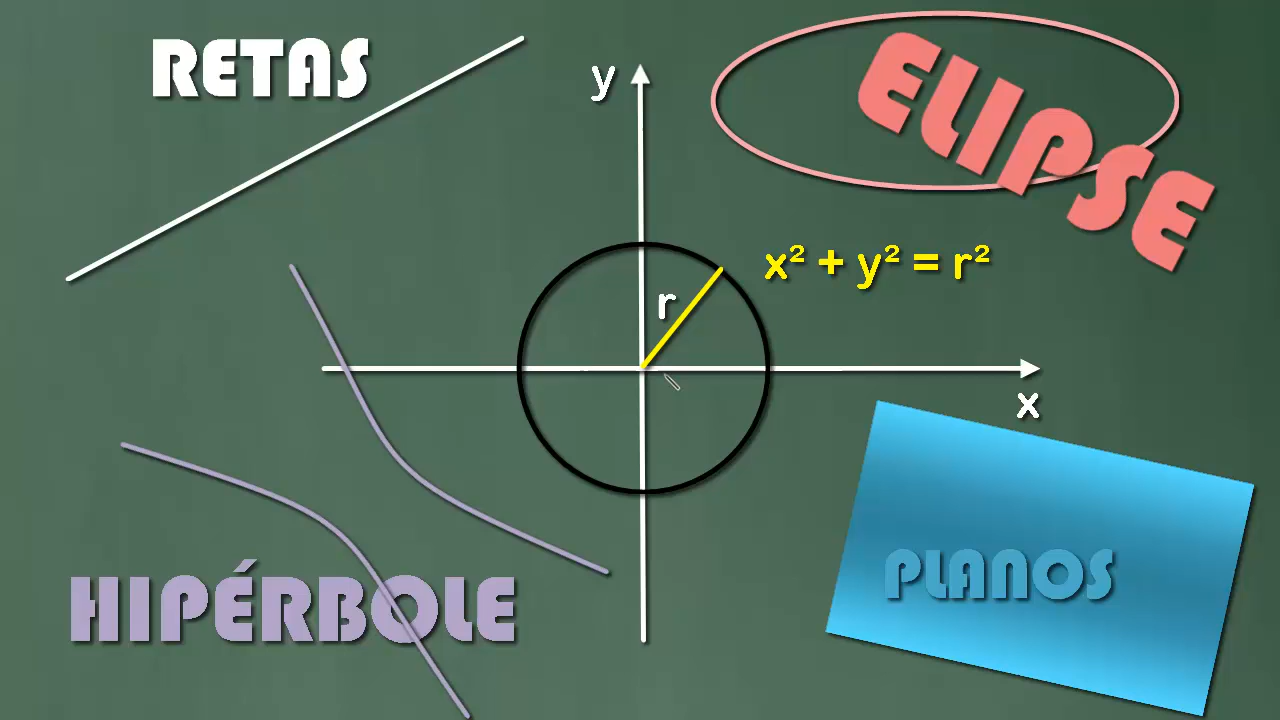 RETAS
y
ELIPSE
x² + y² = r²
r
x
PLANOS
HIPÉRBOLE